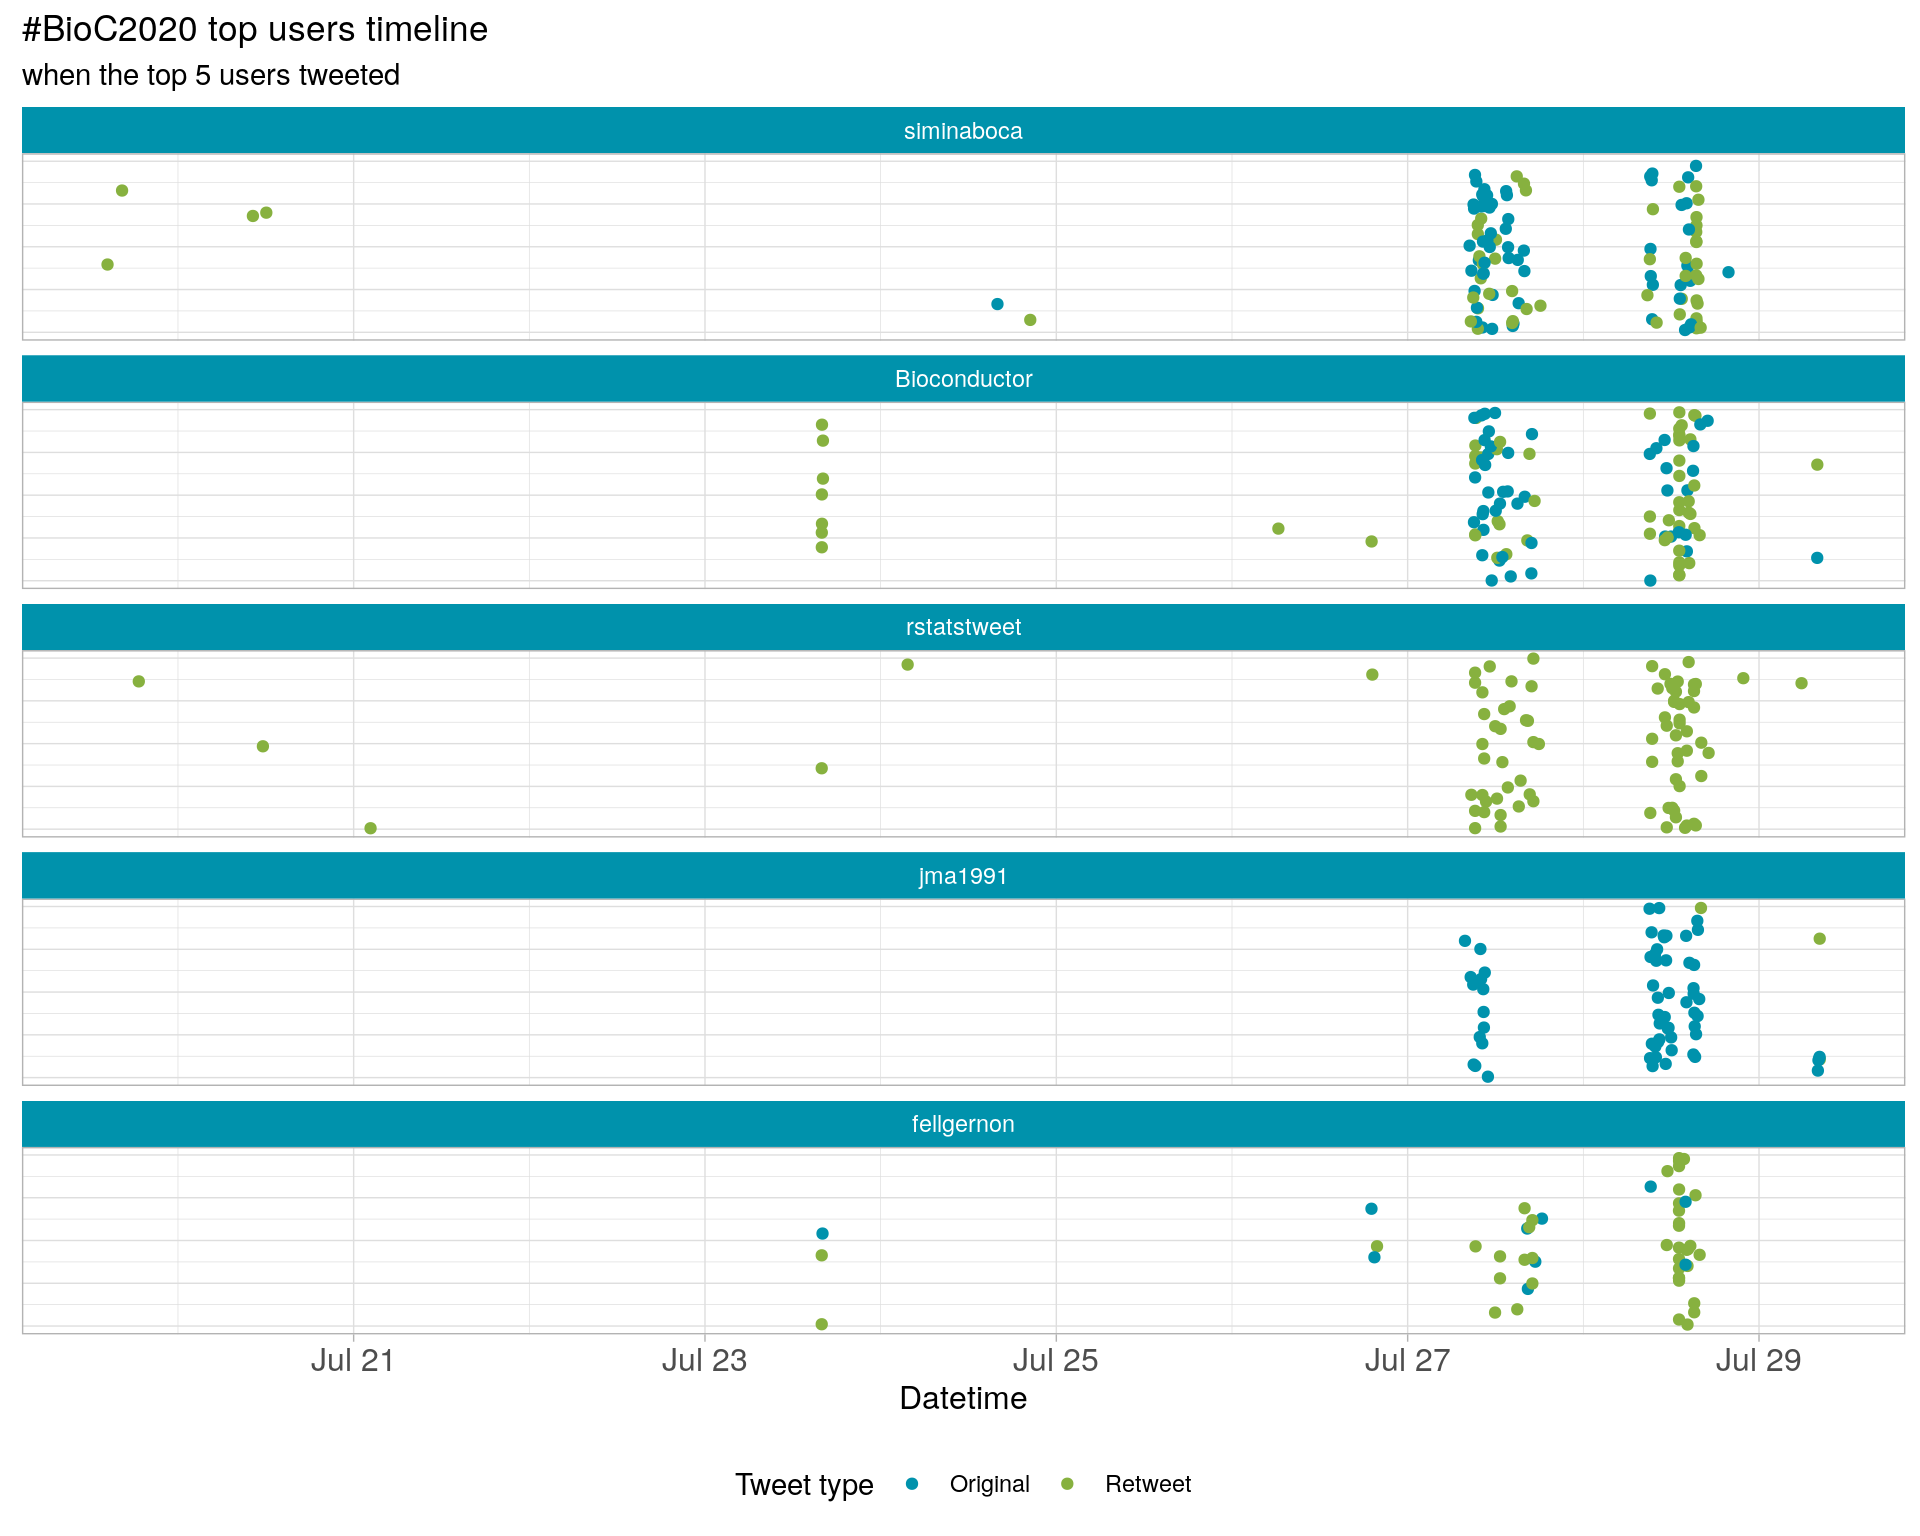 #BioC2020 top users timeline
when the top 5 users tweeted
siminaboca
Bioconductor
rstatstweet
jma1991
fellgernon
Jul 21 Jul 23 Jul 25 Jul 27 Jul 29
Datetime
Tweet type Original Retweet